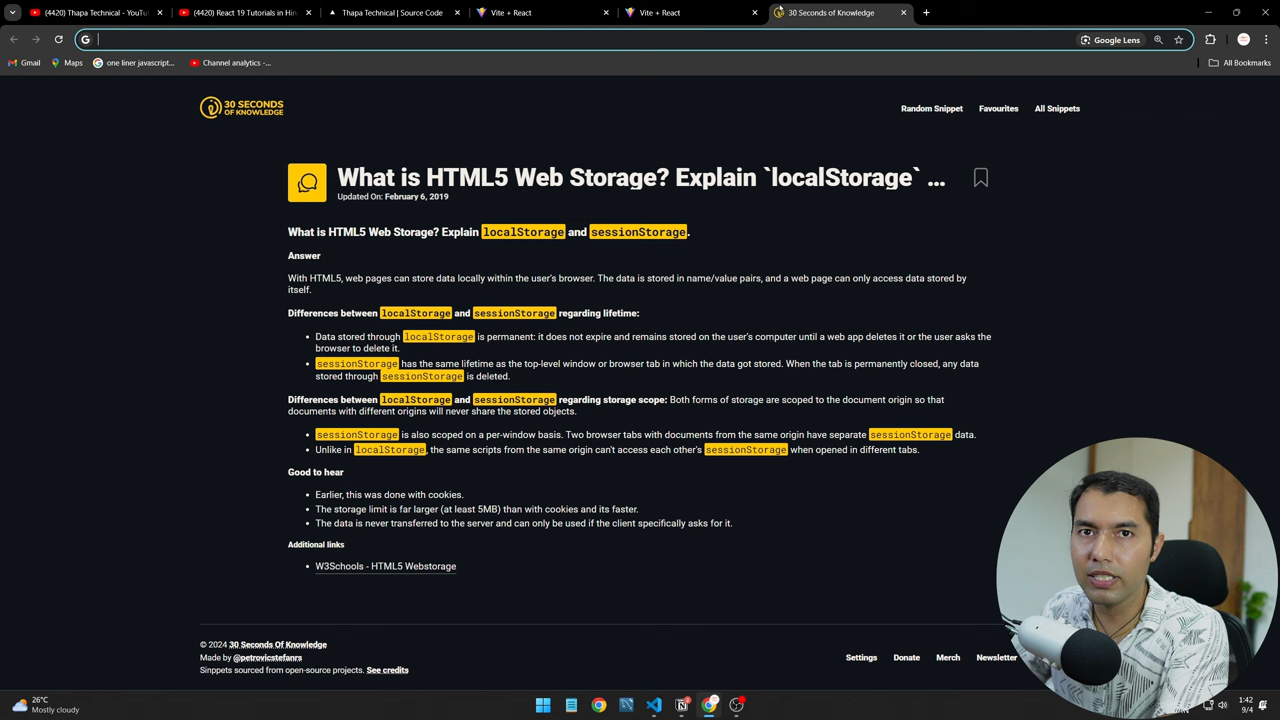 (4420) Thapa Technical - YouTu
(4420) React 19 Tutorials in Hin
Thapa Technical | Source Code
Vite + React
Vite + React
30 Seconds of Knowledge
Google Lens
Gmail
Maps
one liner javascript...
Channel analytics -...
All Bookmarks
30 SECONDS
OF KNOWLEDGE
Random Snippet
Favourites
All Snippets
What is HTML5 Web Storage? Explain `localStorage` ...
Updated On: February 6, 2019
What is HTML5 Web Storage? Explain localStorage and sessionStorage.
Answer
With HTML5, web pages can store data locally within the user's browser. The data is stored in name/value pairs, and a web page can only access data stored by
itself.
Differences between localStorage and sessionStorage regarding lifetime:
• Data stored through localStorage is permanent: it does not expire and remains stored on the user's computer until a web app deletes it or the user asks the
browser to delete it.
• sessionStorage has the same lifetime as the top-level window or browser tab in which the data got stored. When the tab is permanently closed, any data
stored through sessionStorage is deleted.
Differences between localStorage and sessionStorage regarding storage scope: Both forms of storage are scoped to the document origin so that
documents with different origins will never share the stored objects.
• sessionStorage is also scoped on a per-window basis. Two browser tabs with documents from the same origin have separate sessionStorage data.
• Unlike in localStorage, the same scripts from the same origin can't access each other's sessionStorage when opened in different tabs.
Good to hear
• Earlier, this was done with cookies.
• The storage limit is far larger (at least 5MB) than with cookies and its faster.
• The data is never transferred to the server and can only be used if the client specifically asks for it.
Additional links
• W3Schools - HTML5 Webstorage
© 2024 30 Seconds Of Knowledge
Made by @petrovicstefanrs
Sinppets sourced from open-source projects. See credits
Settings
Donate
Merch
Newsletter
26°C
Mostly cloudy
1:42
9/4